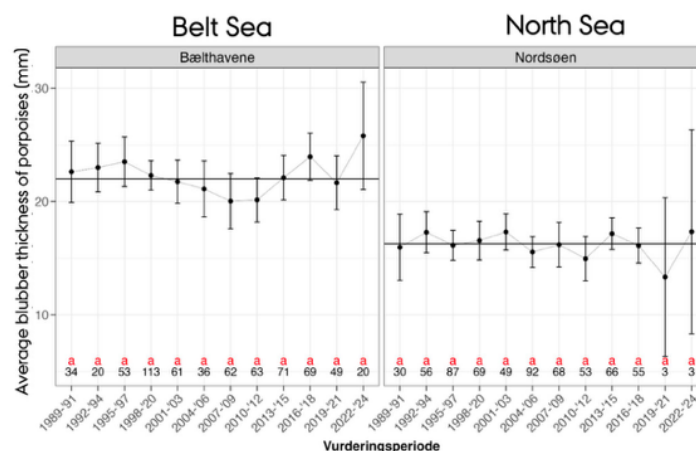 Belt Sea North Sea
Bælthavene Nordsøen
Average blubber thickness of porpoises (mm)
30
20
10
a a a a a a a a a a a a a a a a a a a a a a a a
34 20 53 113 61 36 62 63 71 69 49 20 30 56 87 69 49 92 68 53 66 55 3 3
1989-'91 1992-'94 1995-'97 1998-'20 2001-'03 2004-'06 2007-'09 2010-'12 2013-'15 2016-'18 2019-'21 2022-'24 1989-'91 1992-'94 1995-'97 1998-'20 2001-'03 2004-'06 2007-'09 2010-'12 2013-'15 2016-'18 2019-'21 2022-'24
Vurderingsperiode